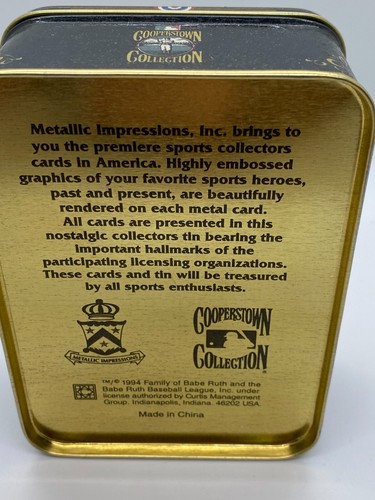 COOPERSTOWN
COLLECTION
Metallic Impressions, Inc. brings to
you the premiere sports collectors
cards in America. Highly embossed
graphics of your favorite sports heroes,
past and present, are beautifully
rendered on each metal card.
All cards are presented in this
nostalgic collectors tin bearing the
important hallmarks of the
participating licensing organizations.
These cards and tin will be treasured
by all sports enthusiasts.
METALLIC IMPRESSIONS
COOPERSTOWN
COLLECTION
™/© 1994 Family of Babe Ruth and the
Babe Ruth Baseball League, Inc. under
license authorized by Curtis Management
Group. Indianapolis, Indiana. 46202 USA.
Made in China